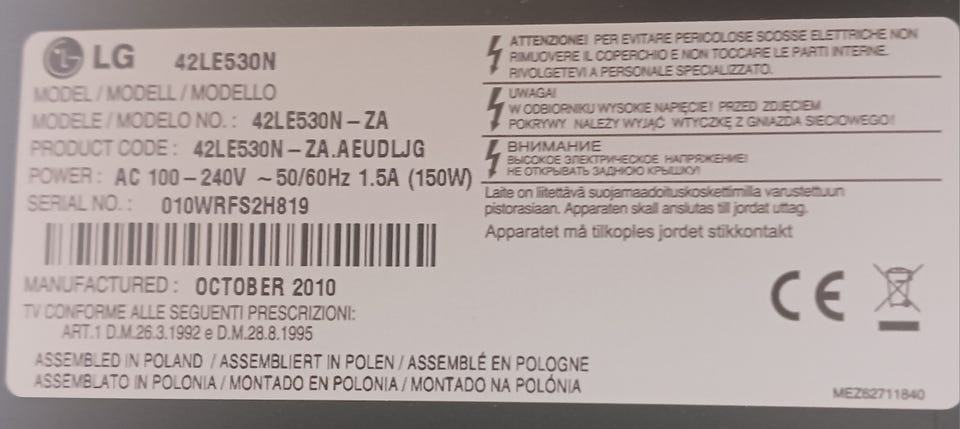 LG 42LE530N
MODEL / MODELL / MODELLO
MODELE / MODELO NO. : 42LE530N-ZA
PRODUCT CODE : 42LE530N-ZA.AEUDLJG
POWER : AC 100-240V ~50/60Hz 1.5A (150W)
SERIAL NO. : 010WRFS2H819
MANUFACTURED : OCTOBER 2010
TV CONFORME ALLE SEGUENTI PRESCRIZIONI:
ART.1 D.M.26.3.1992 e D.M.28.8.1995
ASSEMBLED IN POLAND / ASSEMBLIERT IN POLEN / ASSEMBLÉ EN POLOGNE
ASSEMBLATO IN POLONIA / MONTADO EN POLONIA / MONTADO NA POLÓNIA
ATTENZIONE! PER EVITARE PERICOLOSE SCOSSE ELETTRICHE NON
RIMUOVERE IL COPERCHIO E NON TOCCARE LE PARTI INTERNE.
RIVOLGETEVI A PERSONALE SPECIALIZZATO.
UWAGA!
W ODBIORNIKU WYSOKIE NAPIĘCIE! PRZED ZDJĘCIEM
POKRYWY NALEŻY WYJĄĆ WTYCZKĘ Z GNIAZDA SIECIOWEGO!
ВНИМАНИЕ
ВЫСОКОЕ ЭЛЕКТРИЧЕСКОЕ НАПРЯЖЕНИЕ!
НЕ ОТКРЫВАТЬ ЗАДНЮЮ КРЫШКУ!
Laite on liitettävä suojamaadoituskoskettimilla varustettuun
pistorasiaan. Apparaten skall anslutas till jordat uttag.
Apparatet må tilkoples jordet stikkontakt
CE
MEZ62711840